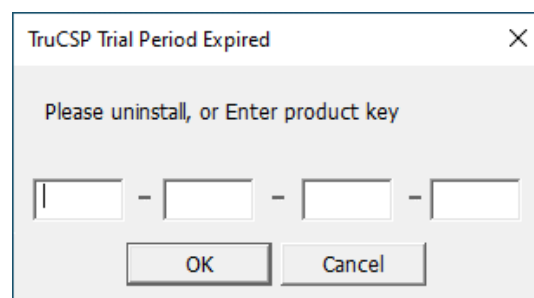 TruCSP Trial Period Expired
Please uninstall, or Enter product key
- - -
OK Cancel